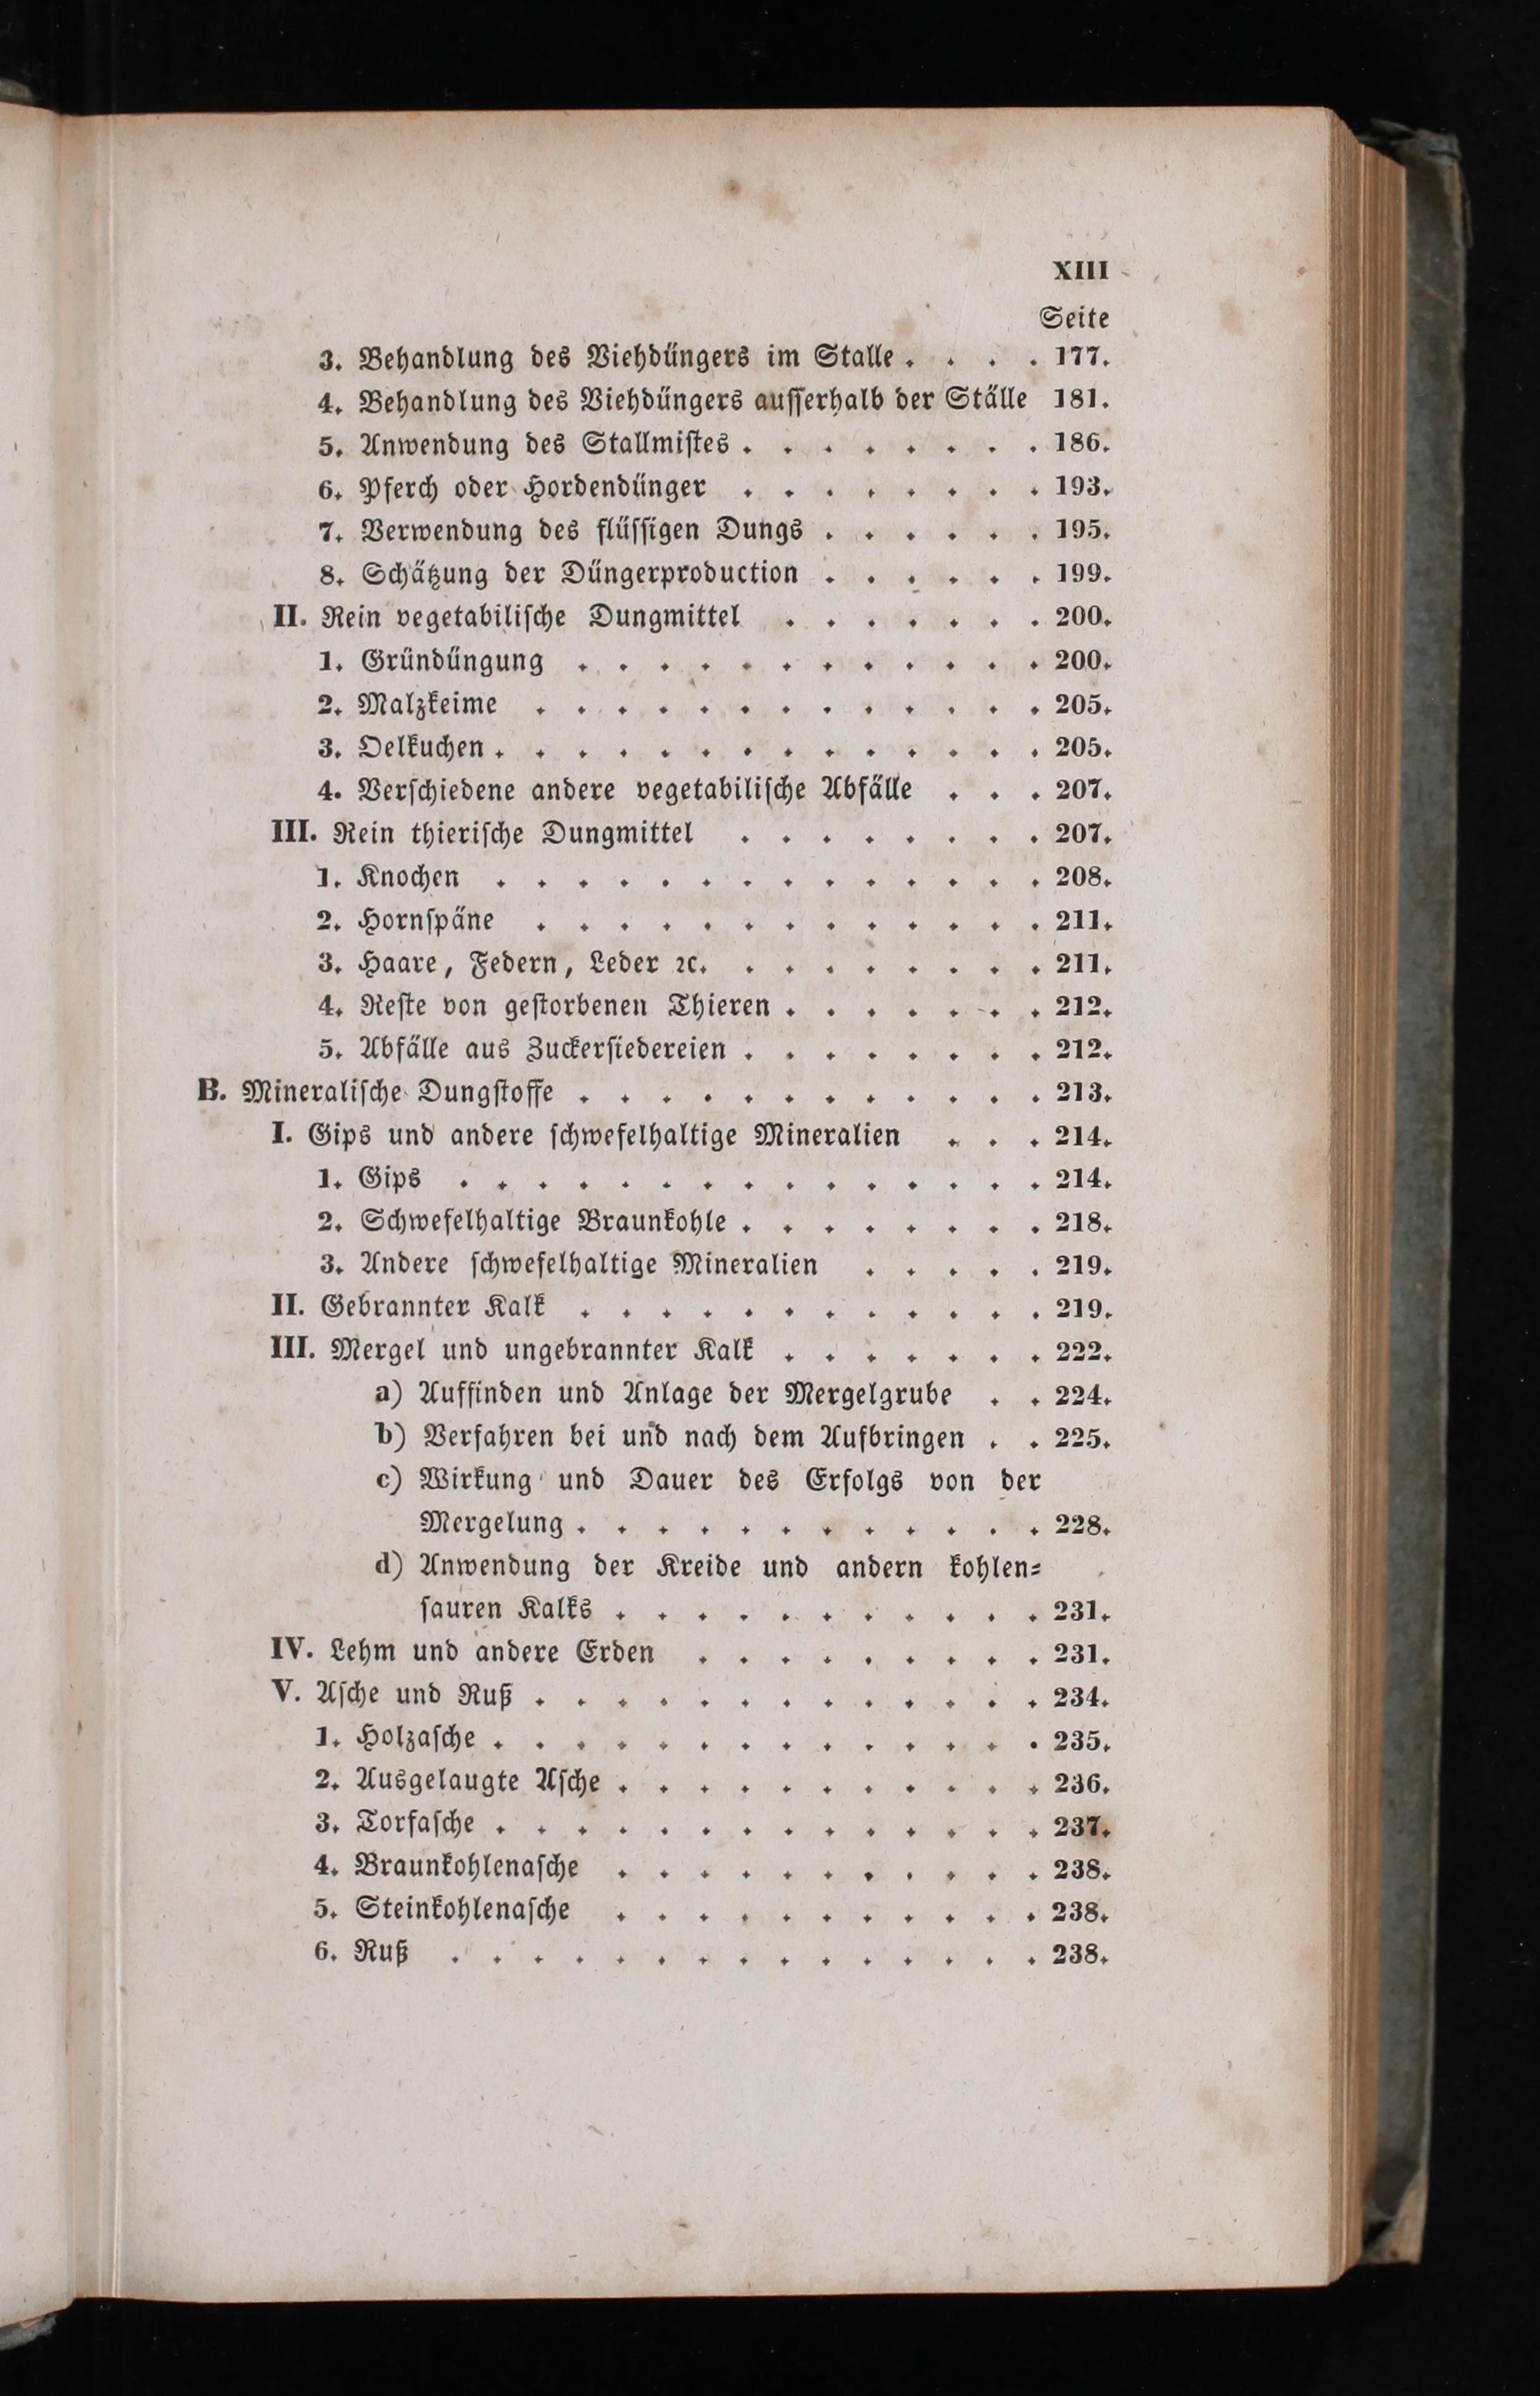 XIII
Seite
3. Behandlung des Viehdüngers im Stalle . . . . 177.
4. Behandlung des Viehdüngers ausserhalb der Ställe 181.
5. Anwendung des Stallmistes . . . . . . . . 186.
6. Pferch oder Hordendünger . . . . . . . . 193.
7. Verwendung des flüssigen Dungs . . . . . . 195.
8. Schätzung der Düngerproduction . . . . . . 199.
II. Rein vegetabilische Dungmittel . . . . . . . 200.
1. Gründüngung . . . . . . . . . . . . 200.
2. Malzkeime . . . . . . . . . . . . . 205.
3. Oelkuchen . . . . . . . . . . . . . . 205.
4. Verschiedene andere vegetabilische Abfälle . . . 207.
III. Rein thierische Dungmittel . . . . . . . . 207.
1. Knochen . . . . . . . . . . . . . . 208.
2. Hornspäne . . . . . . . . . . . . . 211.
3. Haare, Federn, Leder ꝛc. . . . . . . . . 211.
4. Reste von gestorbenen Thieren . . . . . . . 212.
5. Abfälle aus Zuckersiedereien . . . . . . . . 212.
B. Mineralische Dungstoffe . . . . . . . . . . . . 213.
I. Gips und andere schwefelhaltige Mineralien . . . 214.
1. Gips . . . . . . . . . . . . . . . 214.
2. Schwefelhaltige Braunkohle . . . . . . . . 218.
3. Andere schwefelhaltige Mineralien . . . . . 219.
II. Gebrannter Kalk . . . . . . . . . . . . 219.
III. Mergel und ungebrannter Kalk . . . . . . . 222.
a) Auffinden und Anlage der Mergelgrube . . 224.
b) Verfahren bei und nach dem Aufbringen . . 225.
c) Wirkung und Dauer des Erfolgs von der
Mergelung . . . . . . . . . . . . 228.
d) Anwendung der Kreide und andern kohlen-
sauren Kalks . . . . . . . . . . . 231.
IV. Lehm und andere Erden . . . . . . . . . 231.
V. Asche und Ruß . . . . . . . . . . . . . 234.
1. Holzasche . . . . . . . . . . . . . . 235.
2. Ausgelaugte Asche . . . . . . . . . . . 236.
3. Torfasche . . . . . . . . . . . . . . 237.
4. Braunkohlenasche . . . . . . . . . . . 238.
5. Steinkohlenasche . . . . . . . . . . . 238.
6. Ruß . . . . . . . . . . . . . . . 238.